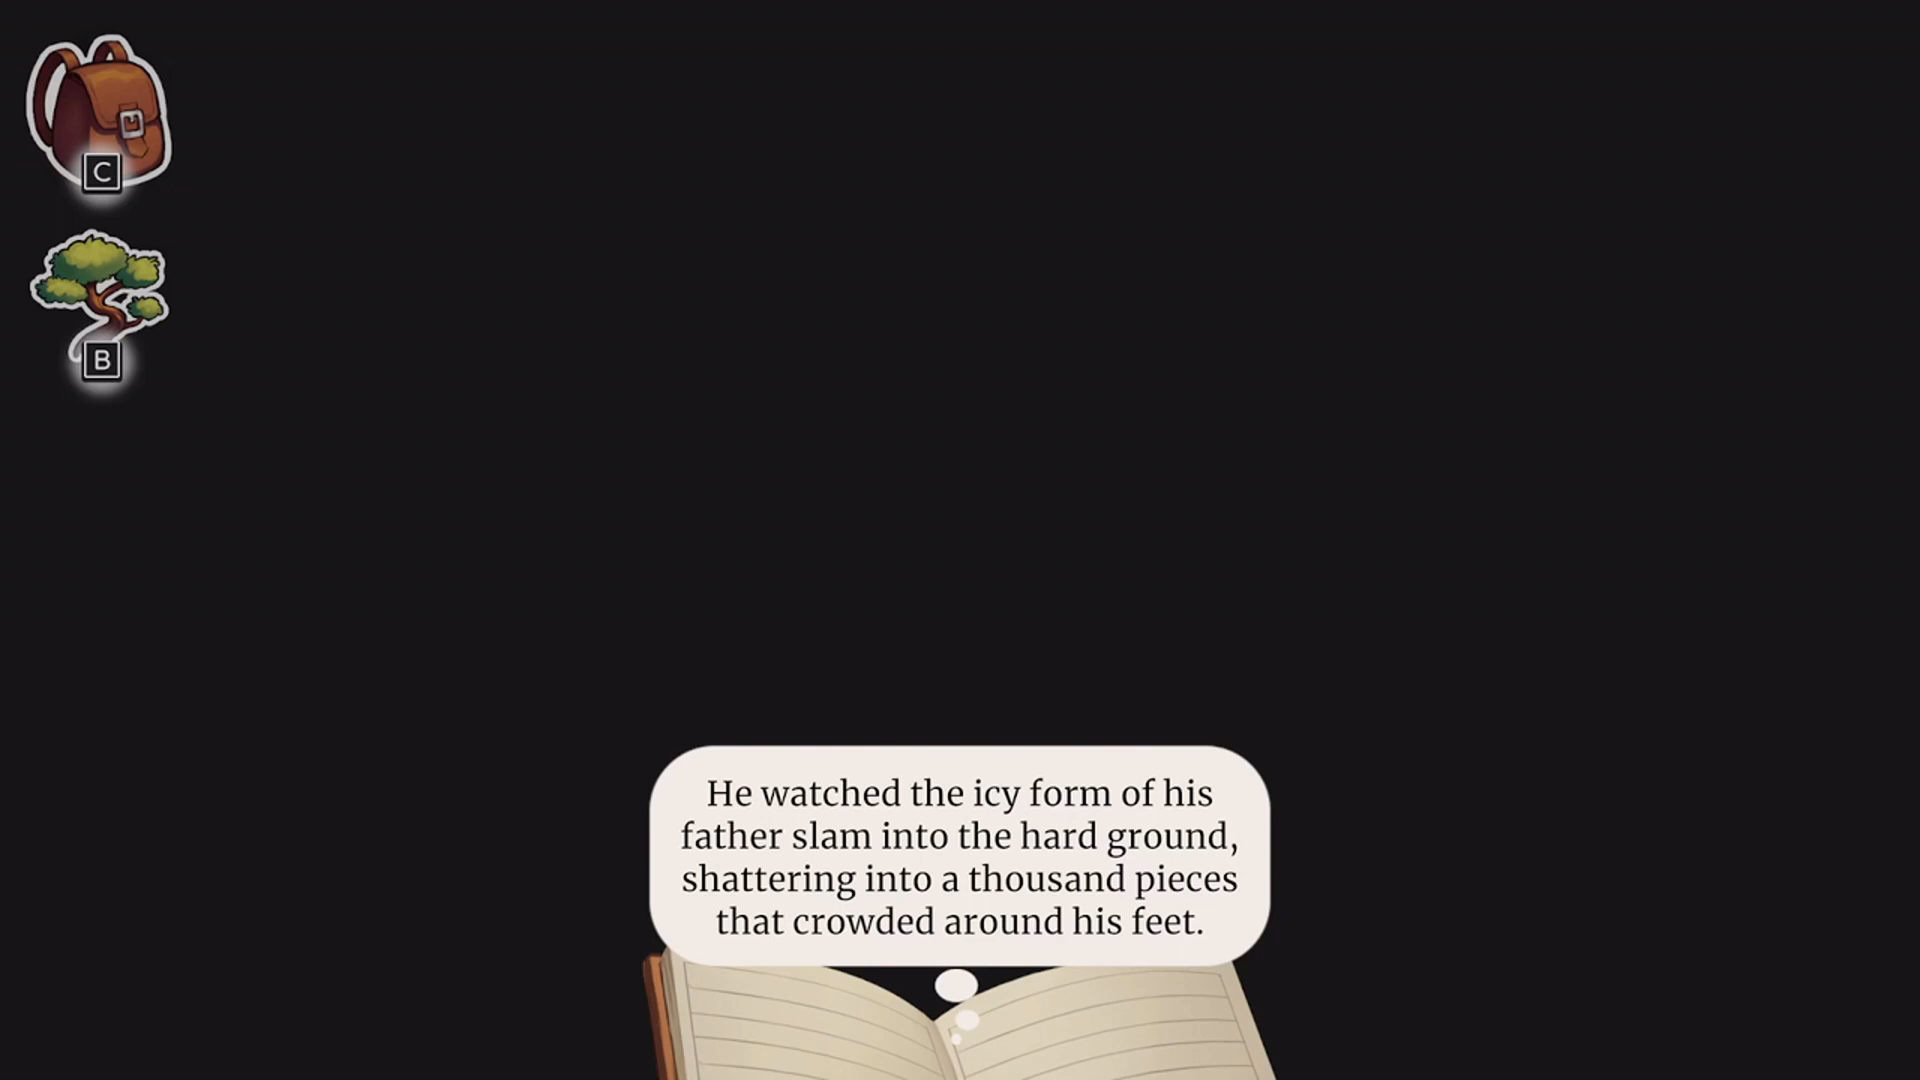 C
B
He watched the icy form of his
father slam into the hard ground,
shattering into a thousand pieces
that crowded around his feet.